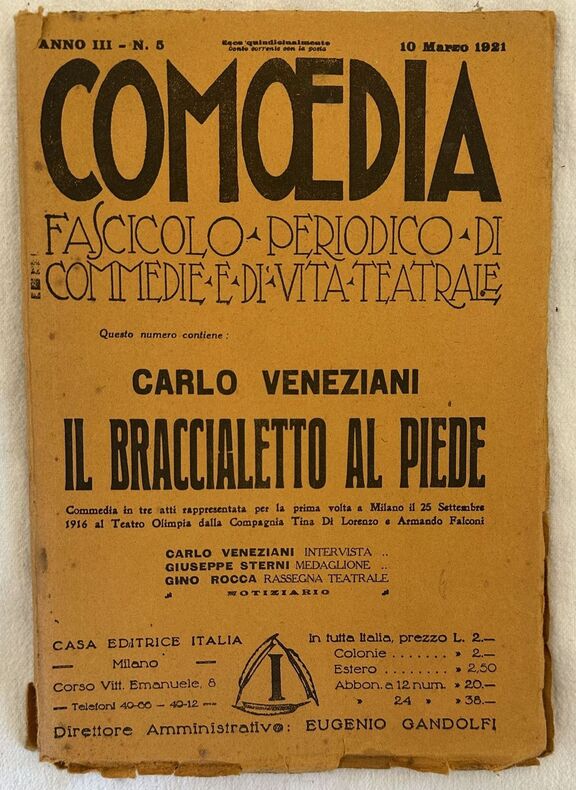 ANNO III - N. 5
Esce quindicinalmente
Conto corrente con la posta
10 Marzo 1921
COMŒDIA
FASCICOLO · PERIODICO · DI
COMMEDIE · E · DI · VITA · TEATRALE
Questo numero contiene :
CARLO VENEZIANI
IL BRACCIALETTO AL PIEDE
Commedia in tre atti rappresentata per la prima volta a Milano il 25 Settembre
1916 al Teatro Olimpia dalla Compagnia Tina Di Lorenzo e Armando Falconi
CARLO VENEZIANI INTERVISTA ..
GIUSEPPE STERNI MEDAGLIONE ..
GINO ROCCA RASSEGNA TEATRALE
NOTIZIARIO
CASA EDITRICE ITALIA
— Milano —
Corso Vitt. Emanuele, 8
— Telefoni 40-66 - 49-12 —
I
In tutta Italia, prezzo L. 2.—
Colonie ....... » 2.—
Estero ........ » 2,50
Abbon. a 12 num. » 20.—
» 24 » » 38.—
Direttore Amministrativo: EUGENIO GANDOLFI